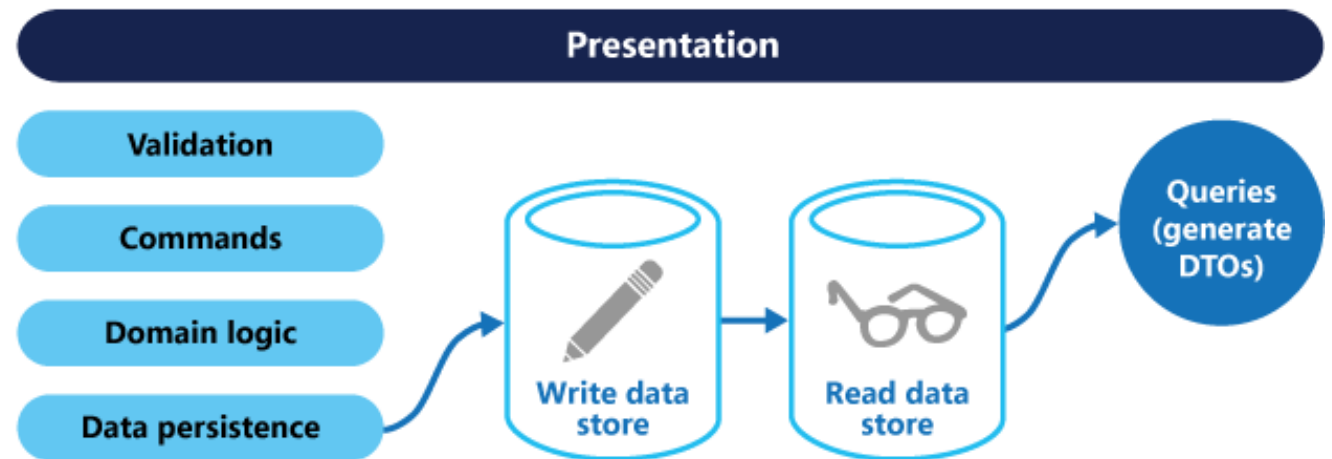 Presentation
Validation
Commands
Domain logic
Data persistence
Write data
store
Read data
store
Queries
(generate
DTOs)